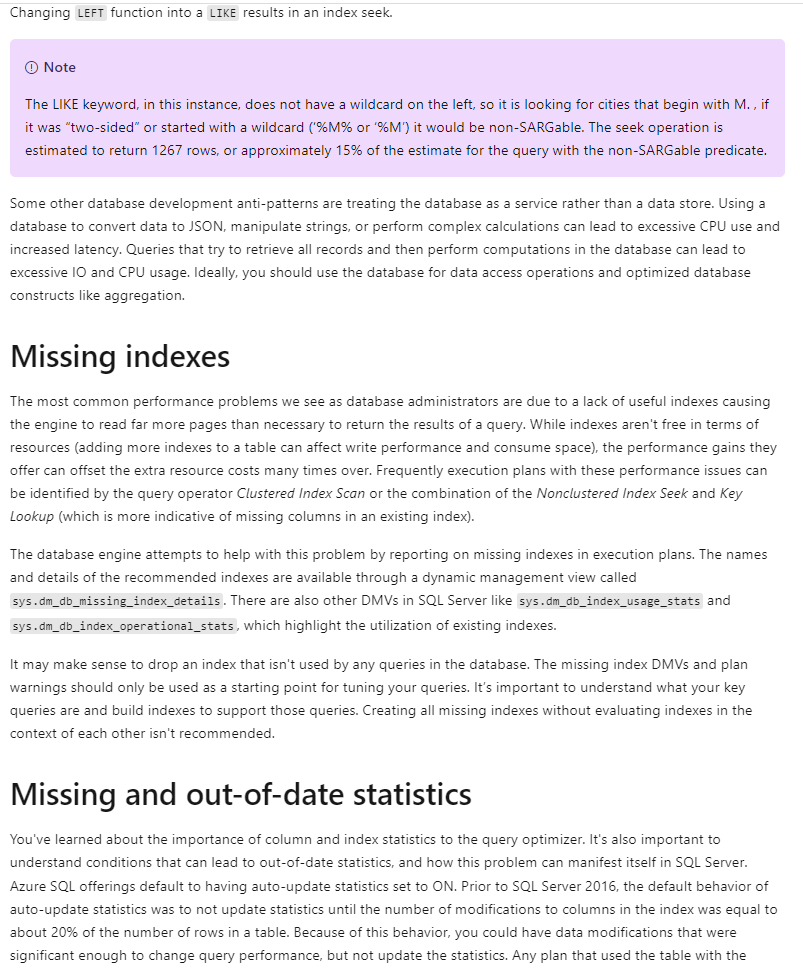 Changing LEFT function into a LIKE results in an index seek.
Note
The LIKE keyword, in this instance, does not have a wildcard on the left, so it is looking for cities that begin with M. , if
it was “two-sided” or started with a wildcard (‘%M% or ‘%M’) it would be non-SARGable. The seek operation is
estimated to return 1267 rows, or approximately 15% of the estimate for the query with the non-SARGable predicate.
Some other database development anti-patterns are treating the database as a service rather than a data store. Using a
database to convert data to JSON, manipulate strings, or perform complex calculations can lead to excessive CPU use and
increased latency. Queries that try to retrieve all records and then perform computations in the database can lead to
excessive IO and CPU usage. Ideally, you should use the database for data access operations and optimized database
constructs like aggregation.
Missing indexes
The most common performance problems we see as database administrators are due to a lack of useful indexes causing
the engine to read far more pages than necessary to return the results of a query. While indexes aren't free in terms of
resources (adding more indexes to a table can affect write performance and consume space), the performance gains they
offer can offset the extra resource costs many times over. Frequently execution plans with these performance issues can
be identified by the query operator Clustered Index Scan or the combination of the Nonclustered Index Seek and Key
Lookup (which is more indicative of missing columns in an existing index).
The database engine attempts to help with this problem by reporting on missing indexes in execution plans. The names
and details of the recommended indexes are available through a dynamic management view called
sys.dm_db_missing_index_details. There are also other DMVs in SQL Server like sys.dm_db_index_usage_stats and
sys.dm_db_index_operational_stats, which highlight the utilization of existing indexes.
It may make sense to drop an index that isn't used by any queries in the database. The missing index DMVs and plan
warnings should only be used as a starting point for tuning your queries. It's important to understand what your key
queries are and build indexes to support those queries. Creating all missing indexes without evaluating indexes in the
context of each other isn't recommended.
Missing and out-of-date statistics
You've learned about the importance of column and index statistics to the query optimizer. It's also important to
understand conditions that can lead to out-of-date statistics, and how this problem can manifest itself in SQL Server.
Azure SQL offerings default to having auto-update statistics set to ON. Prior to SQL Server 2016, the default behavior of
auto-update statistics was to not update statistics until the number of modifications to columns in the index was equal to
about 20% of the number of rows in a table. Because of this behavior, you could have data modifications that were
significant enough to change query performance, but not update the statistics. Any plan that used the table with the